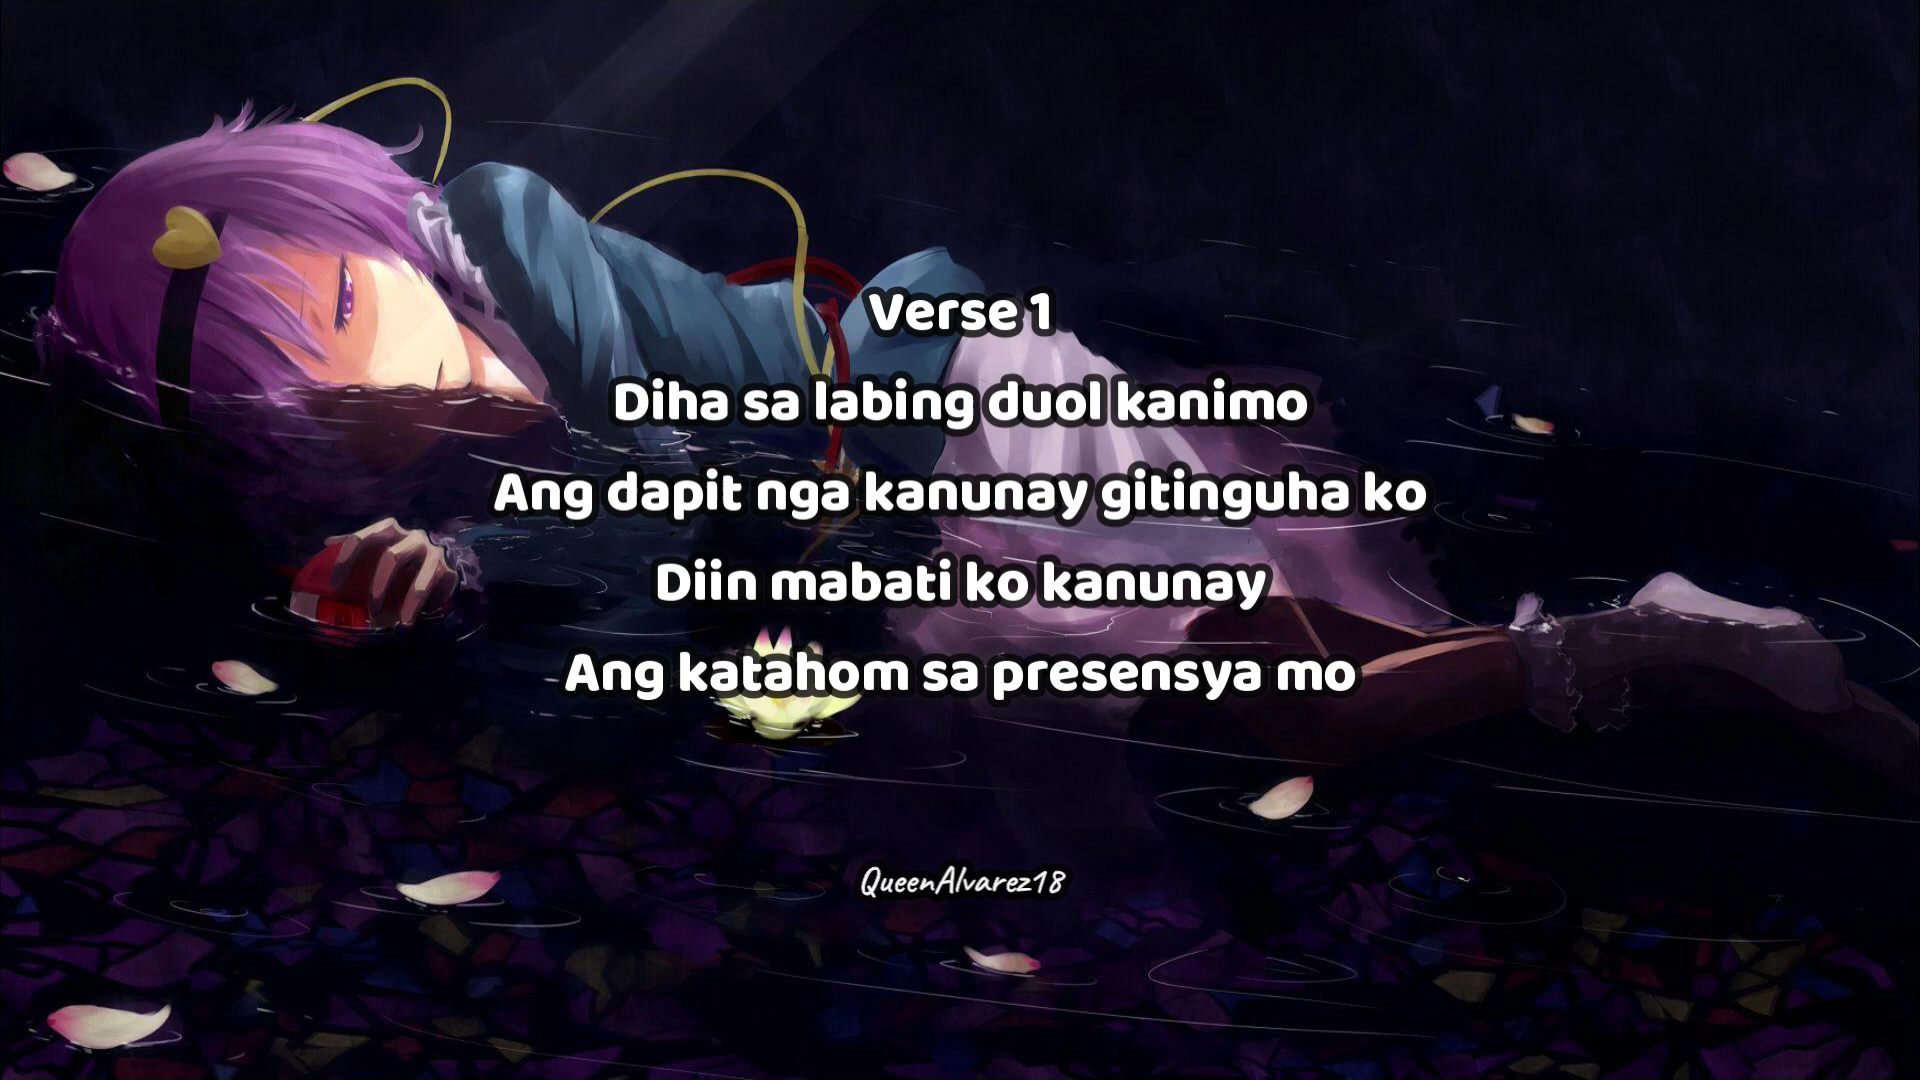 Verse 1
Diha sa labing duol kanimo
Ang dapit nga kanunay gitinguha ko
Diin mabati ko kanunay
Ang katahom sa presensya mo
QueenAlvarez18